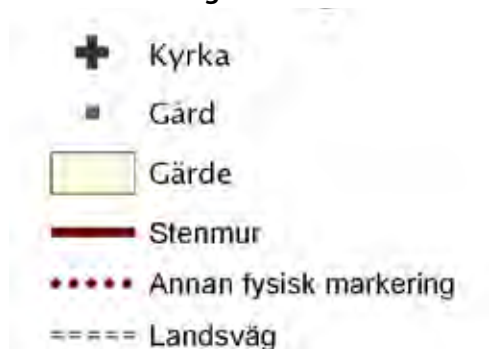 Kyrka
Gård
Gärde
Stenmur
Annan fysisk markering
Landsväg